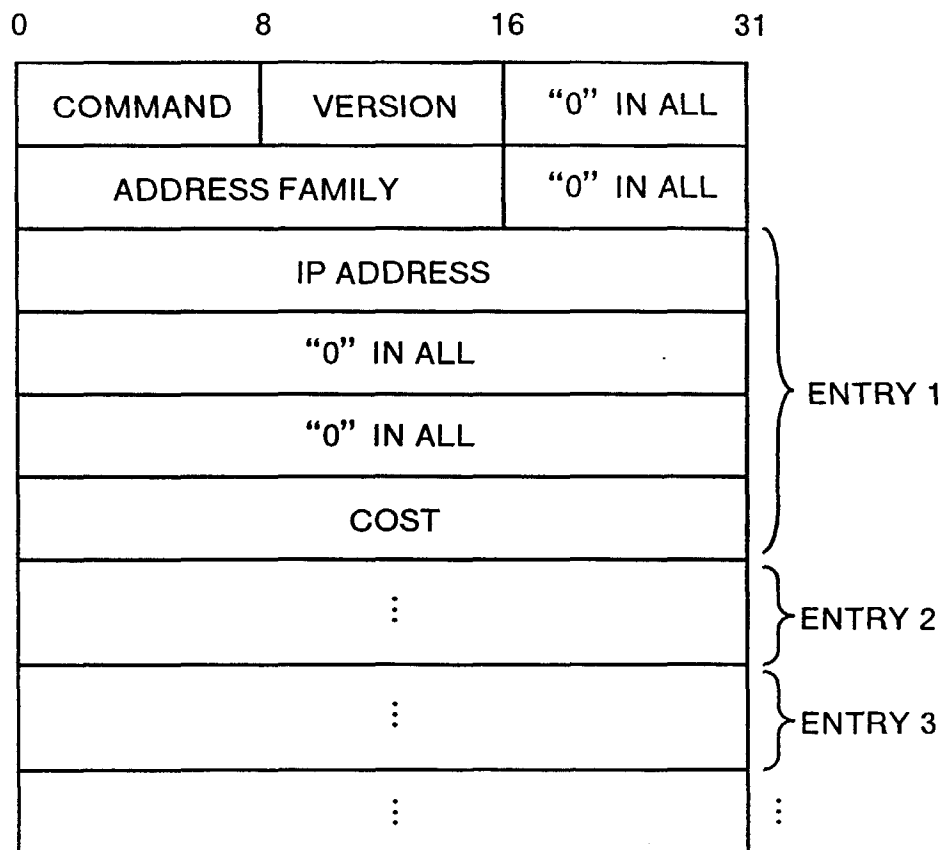 0 8 16 31
COMMAND VERSION “0” IN ALL
ADDRESS FAMILY “0” IN ALL
IP ADDRESS
“0” IN ALL
ENTRY 1
“0” IN ALL
COST
⋮ ENTRY 2
⋮ ENTRY 3
⋮ ⋮